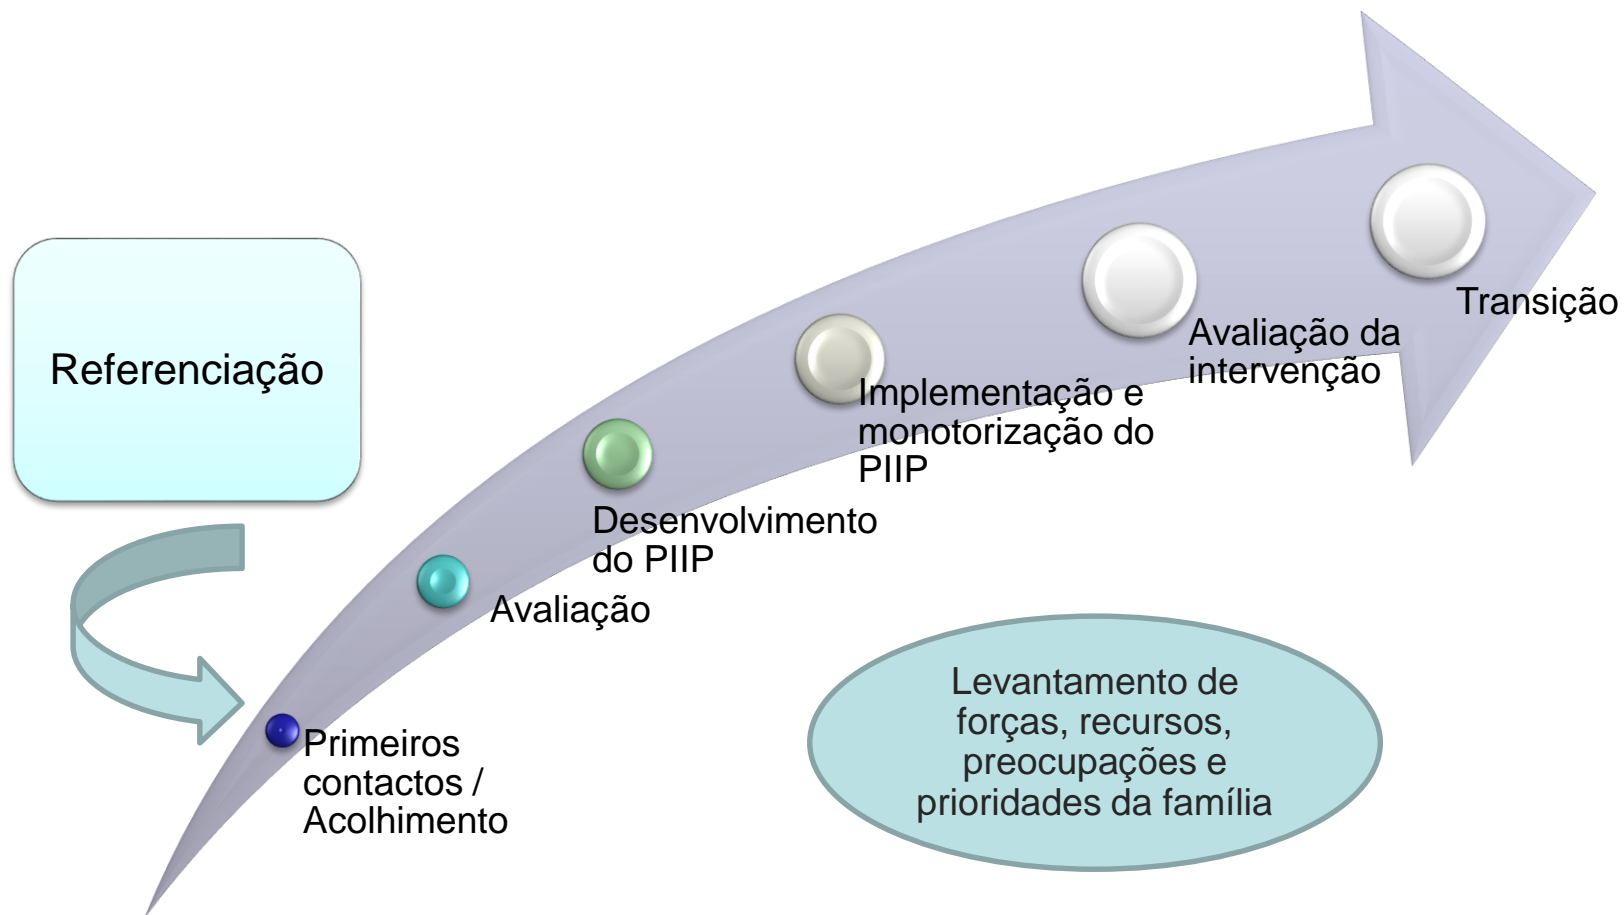 Referenciação
Primeiros
contactos /
Acolhimento
Avaliação
Desenvolvimento
do PIIP
Implementação e
monotorização do
PIIP
Avaliação da
intervenção
Transição
Levantamento de
forças, recursos,
preocupações e
prioridades da família